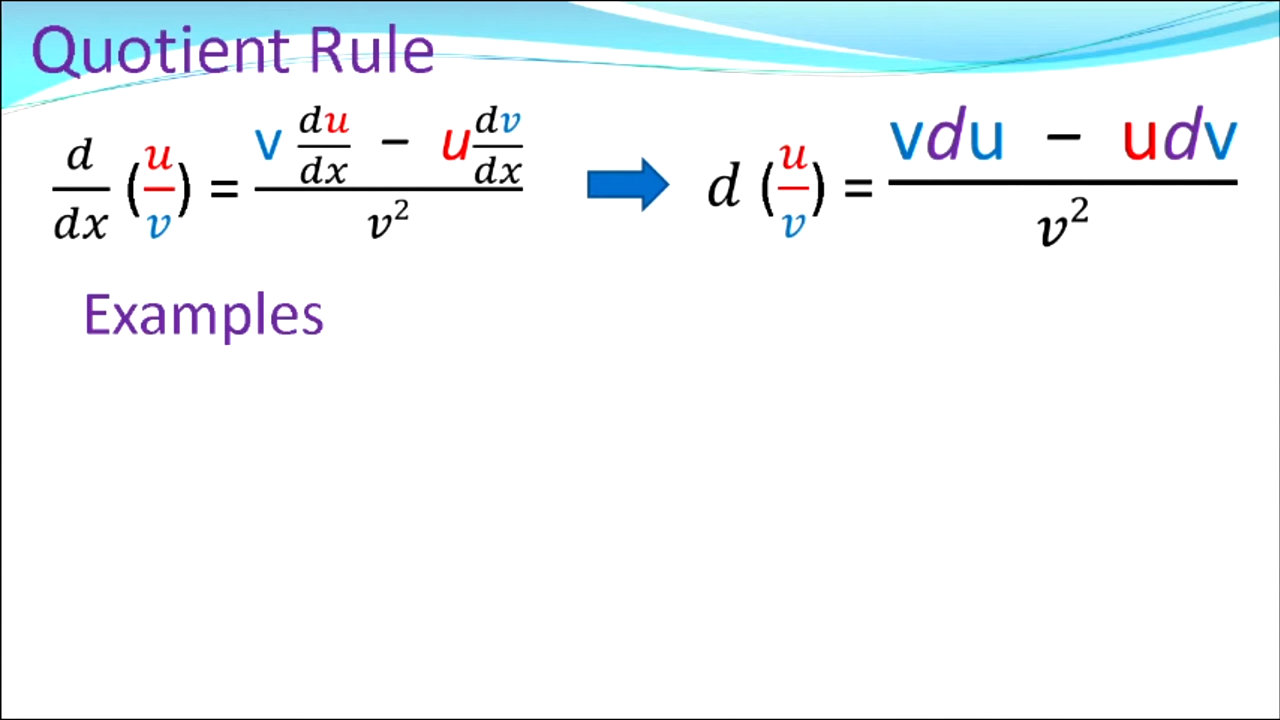 Quotient Rule
d/dx (u/v) = (v du/dx − u dv/dx)/v² ➡ d (u/v) = (vdu − udv)/v²
Examples